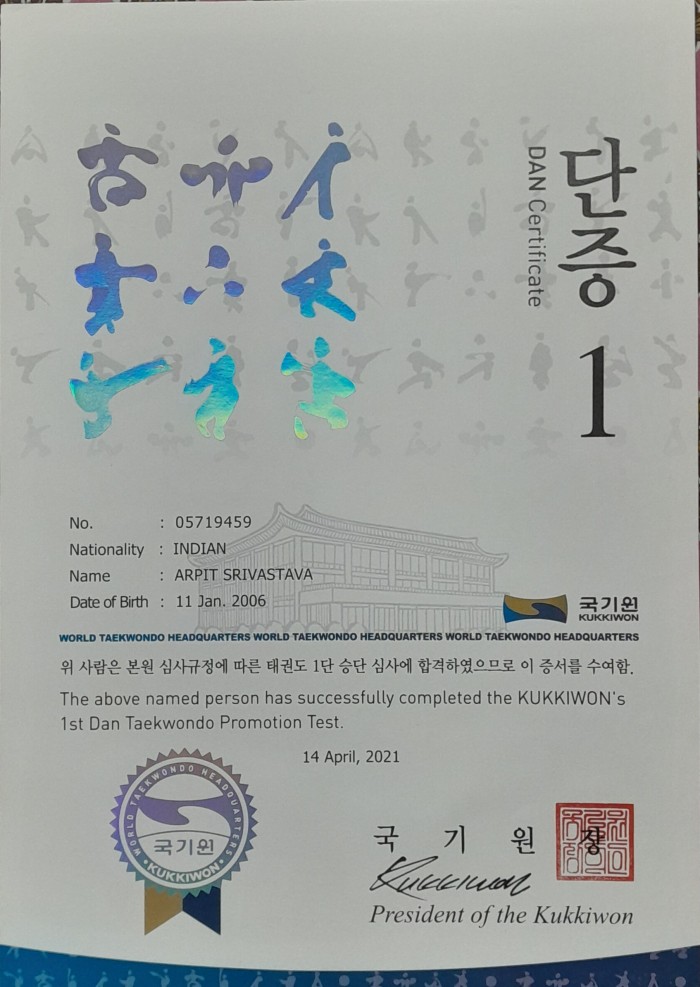 단증
DAN Certificate
1
No. : 05719459
Nationality : INDIAN
Name : ARPIT SRIVASTAVA
Date of Birth : 11 Jan. 2006
국기원
KUKKIWON
WORLD TAEKWONDO HEADQUARTERS WORLD TAEKWONDO HEADQUARTERS WORLD TAEKWONDO HEADQUARTERS
위 사람은 본원 심사규정에 따른 태권도 1단 승단 심사에 합격하였으므로 이 증서를 수여함.
The above named person has successfully completed the KUKKIWON's
1st Dan Taekwondo Promotion Test.
14 April, 2021
WORLD TAEKWONDO HEADQUARTERS
국기원
KUKKIWON
국 기 원 장
Kukkiwon
President of the Kukkiwon